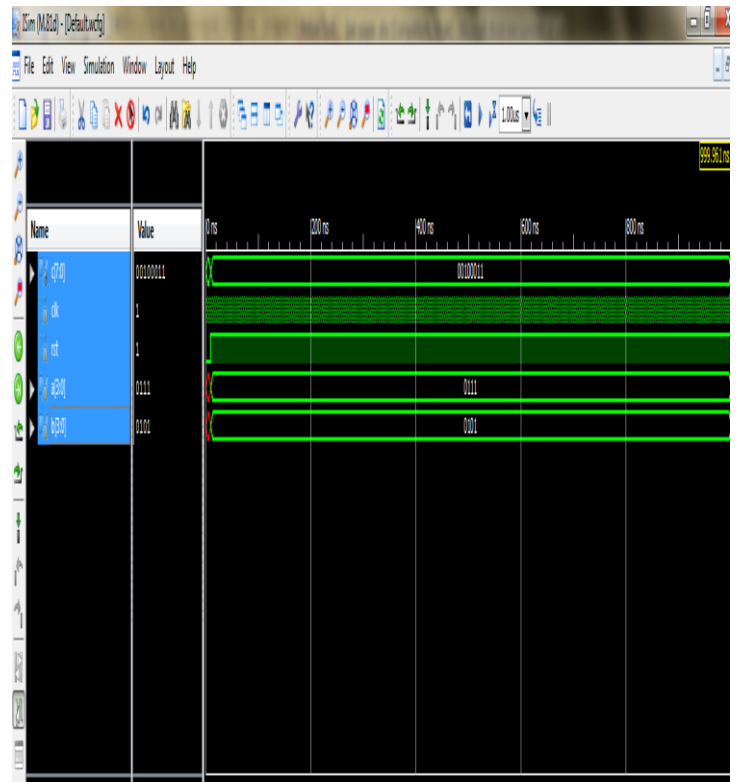 ISim (M.81d) - [Default.wcfg]
File Edit View Simulation Window Layout Help
1.00us
999.961 ns
Name Value
0 ns 200 ns 400 ns 600 ns 800 ns
c[7:0] 00100011 00100011
clk 1
rst 1
a[3:0] 0111 0111
b[3:0] 0101 0101